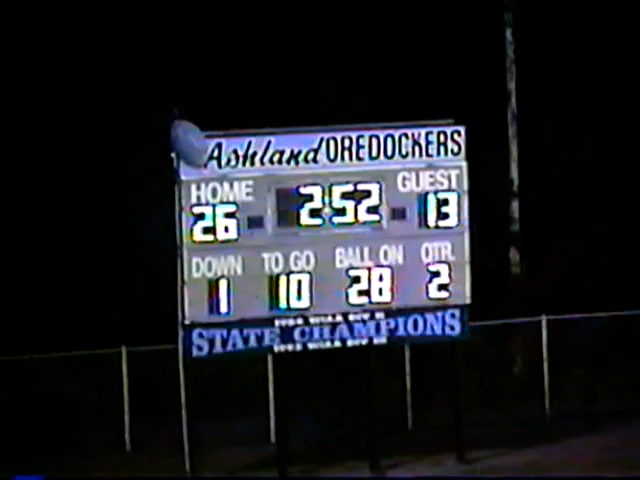 Ashland OREDOCKERS
HOME 2:52 GUEST
26 13
DOWN TO GO BALL ON QTR.
1 10 28 2
STATE CHAMPIONS